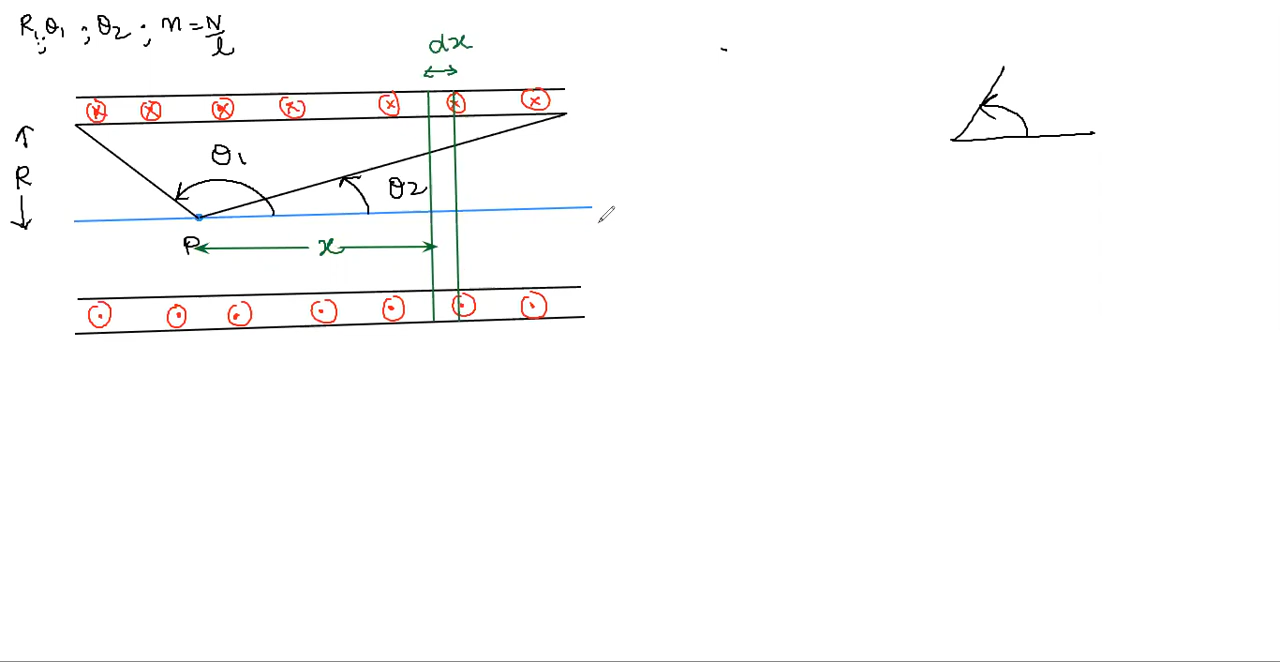 R, θ1 ; θ2 ; n = N/l
dx
R
θ1
θ2
P
x